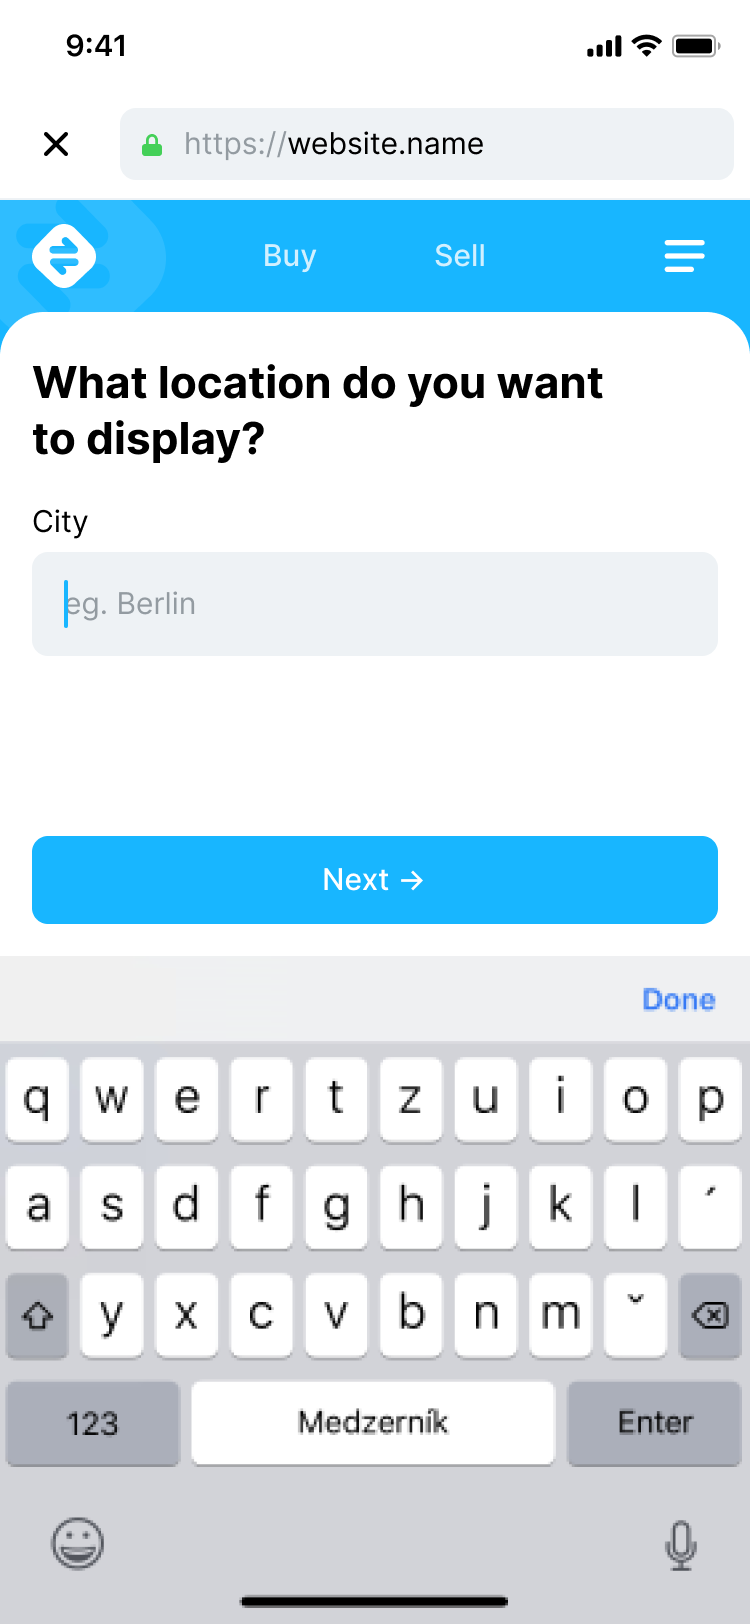 9:41
https://website.name
Buy Sell
What location do you want
to display?
City
eg. Berlin
Next →
Done
q w e r t z u i o p
a s d f g h j k l ´
y x c v b n m ˇ
123 Medzerník Enter